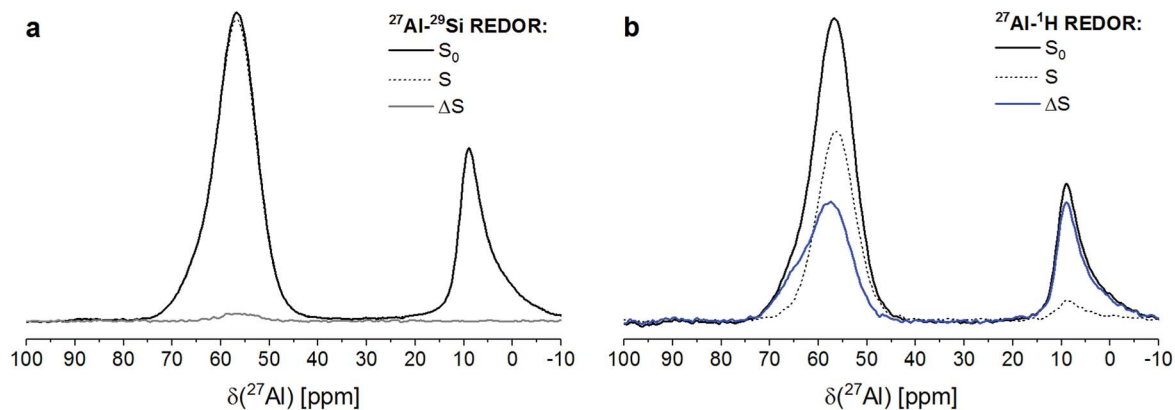 a
²⁷Al-²⁹Si REDOR:
S₀
S
ΔS
100 90 80 70 60 50 40 30 20 10 0 -10
δ(²⁷Al) [ppm]
b
²⁷Al-¹H REDOR:
S₀
S
ΔS
100 90 80 70 60 50 40 30 20 10 0 -10
δ(²⁷Al) [ppm]